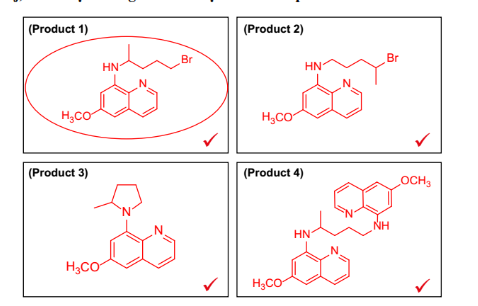 (Product 1)
Br
HN
N
H₃CO
(Product 2)
Br
HN
N
H₃CO
(Product 3)
N
N
H₃CO
(Product 4)
OCH₃
N
NH
HN
N
H₃CO